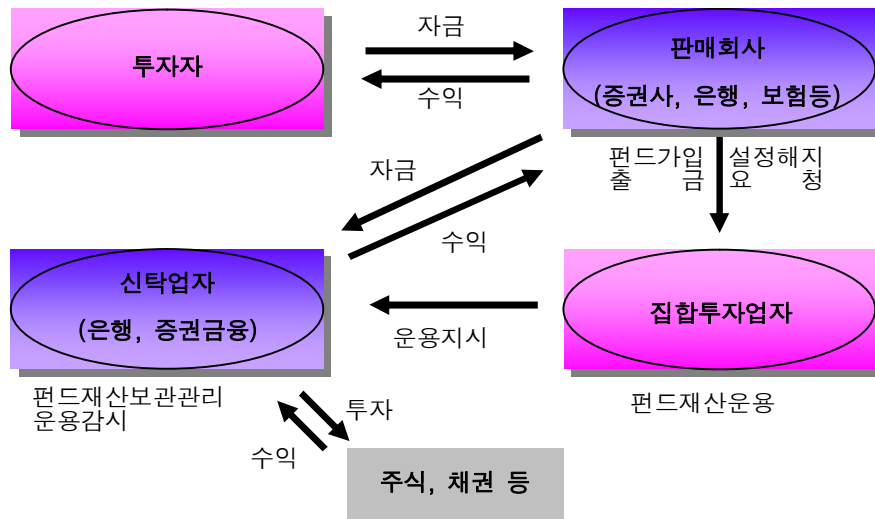 투자자
자금
수익
판매회사
(증권사, 은행, 보험등)
펀드가입
출 금
설정해지
요 청
자금
수익
신탁업자
(은행, 증권금융)
운용지시
집합투자업자
펀드재산보관관리
운용감시
펀드재산운용
투자
수익
주식, 채권 등